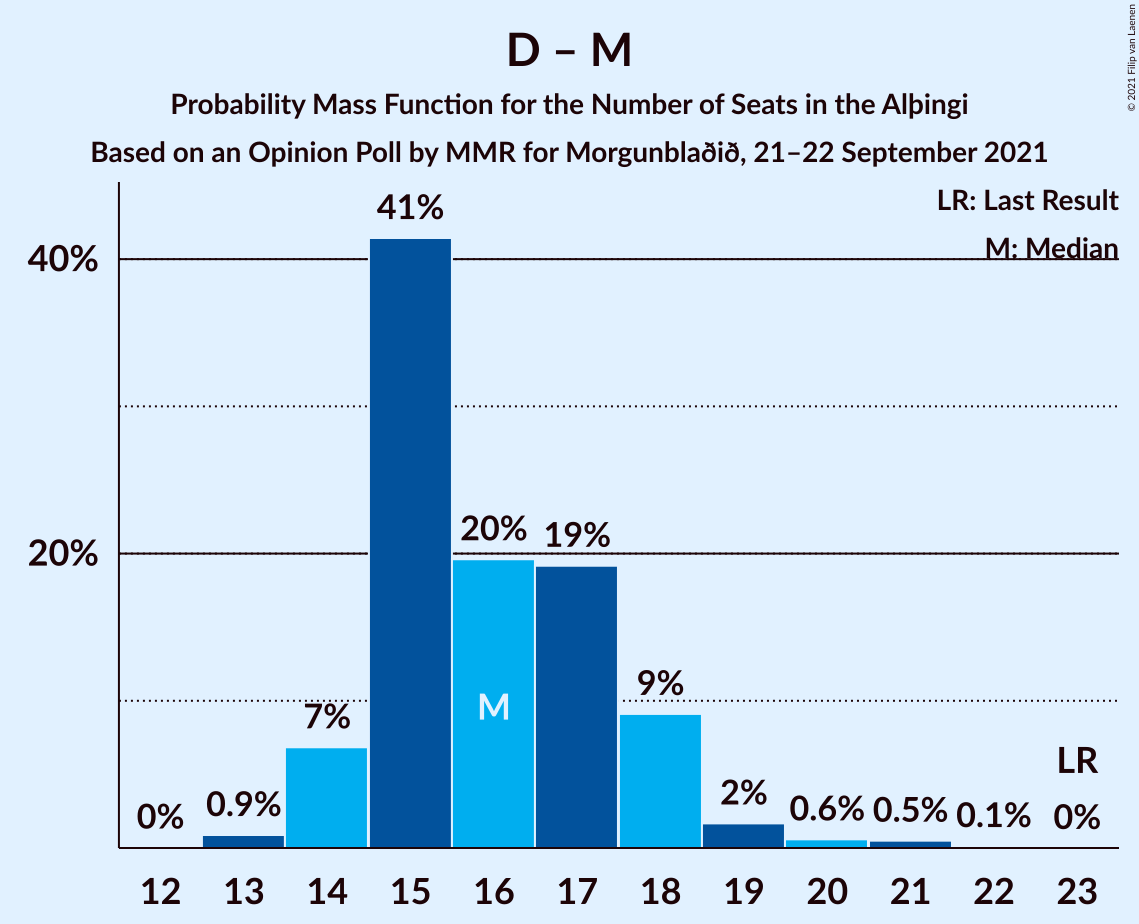 D – M
Probability Mass Function for the Number of Seats in the Alþingi
Based on an Opinion Poll by MMR for Morgunblaðið, 21–22 September 2021
© 2021 Filip van Laenen
LR: Last Result
M: Median
41%
40%
20%
19%
20%
9%
M
7%
LR
2%
0%
0.9%
0.6%
0.5%
0.1%
0%
12 13 14 15 16 17 18 19 20 21 22 23